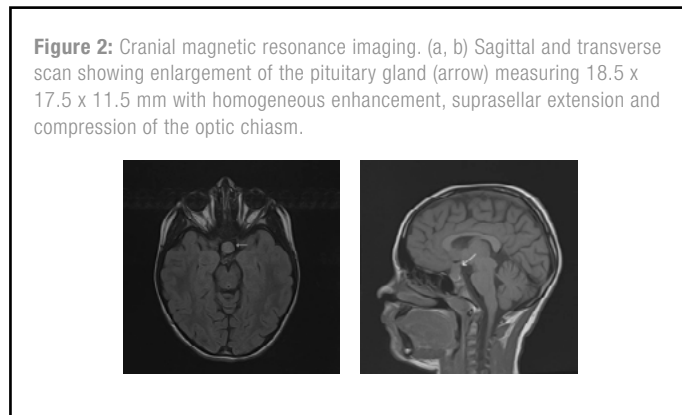 Figure 2: Cranial magnetic resonance imaging. (a, b) Sagittal and transverse
scan showing enlargement of the pituitary gland (arrow) measuring 18.5 x
17.5 x 11.5 mm with homogeneous enhancement, suprasellar extension and
compression of the optic chiasm.